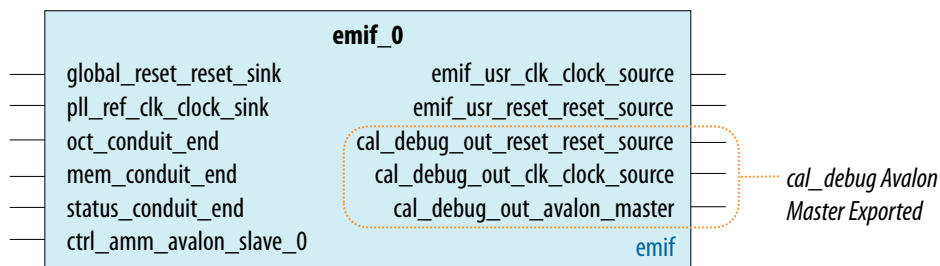 emif_0
global_reset_reset_sink
pll_ref_clk_clock_sink
oct_conduit_end
mem_conduit_end
status_conduit_end
ctrl_amm_avalon_slave_0
emif_usr_clk_clock_source
emif_usr_reset_reset_source
cal_debug_out_reset_reset_source
cal_debug_out_clk_clock_source
cal_debug_out_avalon_master
emif
cal_debug Avalon
Master Exported